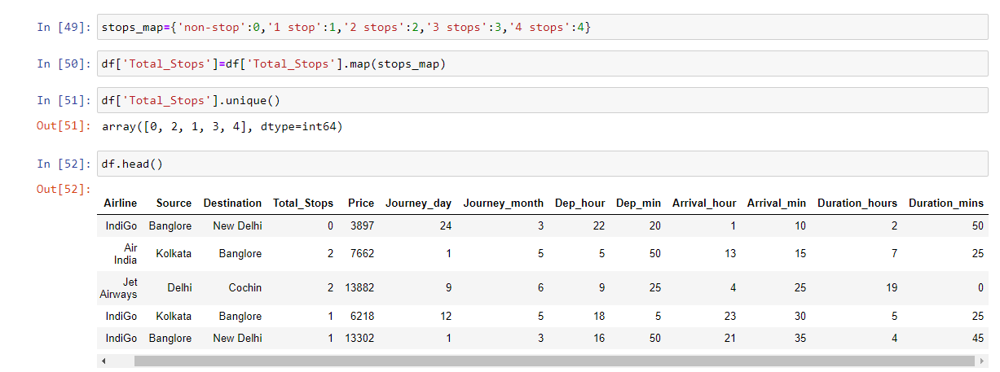 In [49]: stops_map={'non-stop':0,'1 stop':1,'2 stops':2,'3 stops':3,'4 stops':4}
In [50]: df['Total_Stops']=df['Total_Stops'].map(stops_map)
In [51]: df['Total_Stops'].unique()
Out[51]: array([0, 2, 1, 3, 4], dtype=int64)
In [52]: df.head()
Out[52]:
Airline Source Destination Total_Stops Price Journey_day Journey_month Dep_hour Dep_min Arrival_hour Arrival_min Duration_hours Duration_mins
IndiGo Banglore New Delhi 0 3897 24 3 22 20 1 10 2 50
Air India Kolkata Banglore 2 7662 1 5 5 50 13 15 7 25
Jet Airways Delhi Cochin 2 13882 9 6 9 25 4 25 19 0
IndiGo Kolkata Banglore 1 6218 12 5 18 5 23 30 5 25
IndiGo Banglore New Delhi 1 13302 1 3 16 50 21 35 4 45